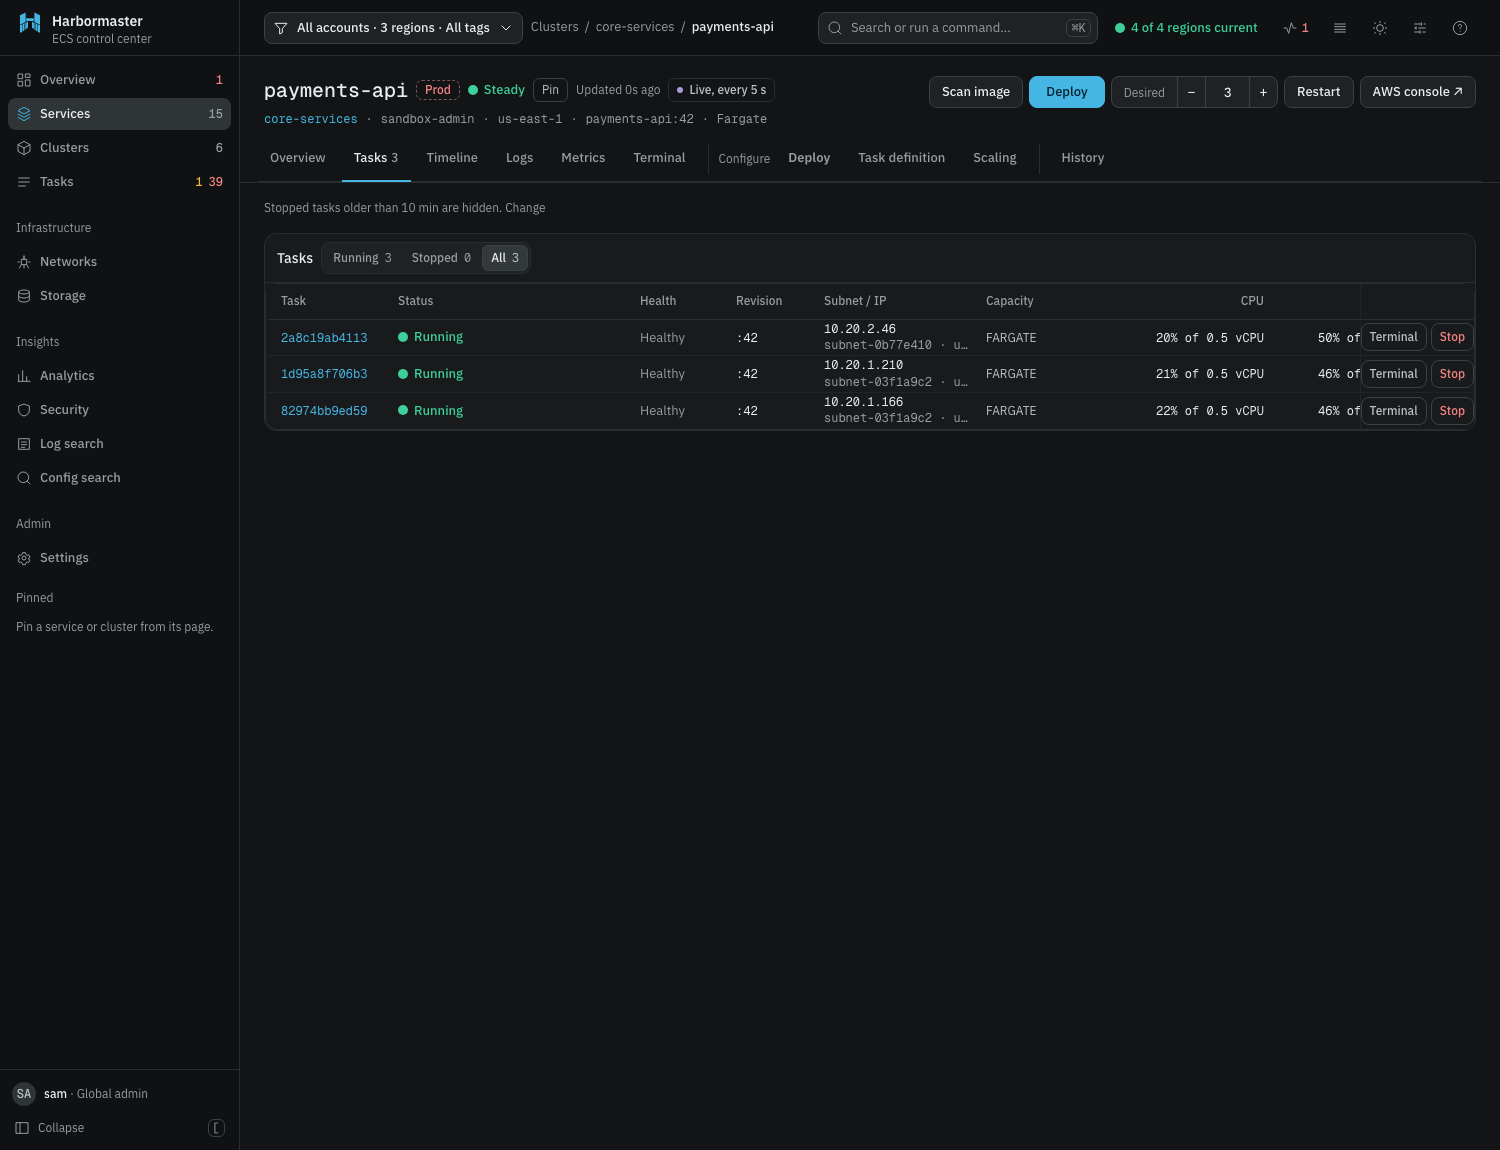 Harbormaster
ECS control center
All accounts · 3 regions · All tags
Clusters / core-services / payments-api
Search or run a command... ⌘K
4 of 4 regions current
1
Overview 1
Services 15
Clusters 6
Tasks 1 39
Infrastructure
Networks
Storage
Insights
Analytics
Security
Log search
Config search
Admin
Settings
Pinned
Pin a service or cluster from its page.
SA sam · Global admin
Collapse [
payments-api Prod Steady Pin Updated 0s ago Live, every 5 s
Scan image Deploy Desired − 3 + Restart AWS console ↗
core-services · sandbox-admin · us-east-1 · payments-api:42 · Fargate
Overview Tasks 3 Timeline Logs Metrics Terminal Configure Deploy Task definition Scaling History
Stopped tasks older than 10 min are hidden. Change
Tasks Running 3 Stopped 0 All 3
Task Status Health Revision Subnet / IP Capacity CPU
2a8c19ab4113 Running Healthy :42 10.20.2.46 FARGATE 20% of 0.5 vCPU 50% of Terminal Stop
subnet-0b77e410 · u…
1d95a8f706b3 Running Healthy :42 10.20.1.210 FARGATE 21% of 0.5 vCPU 46% of Terminal Stop
subnet-03f1a9c2 · u…
82974bb9ed59 Running Healthy :42 10.20.1.166 FARGATE 22% of 0.5 vCPU 46% of Terminal Stop
subnet-03f1a9c2 · u…